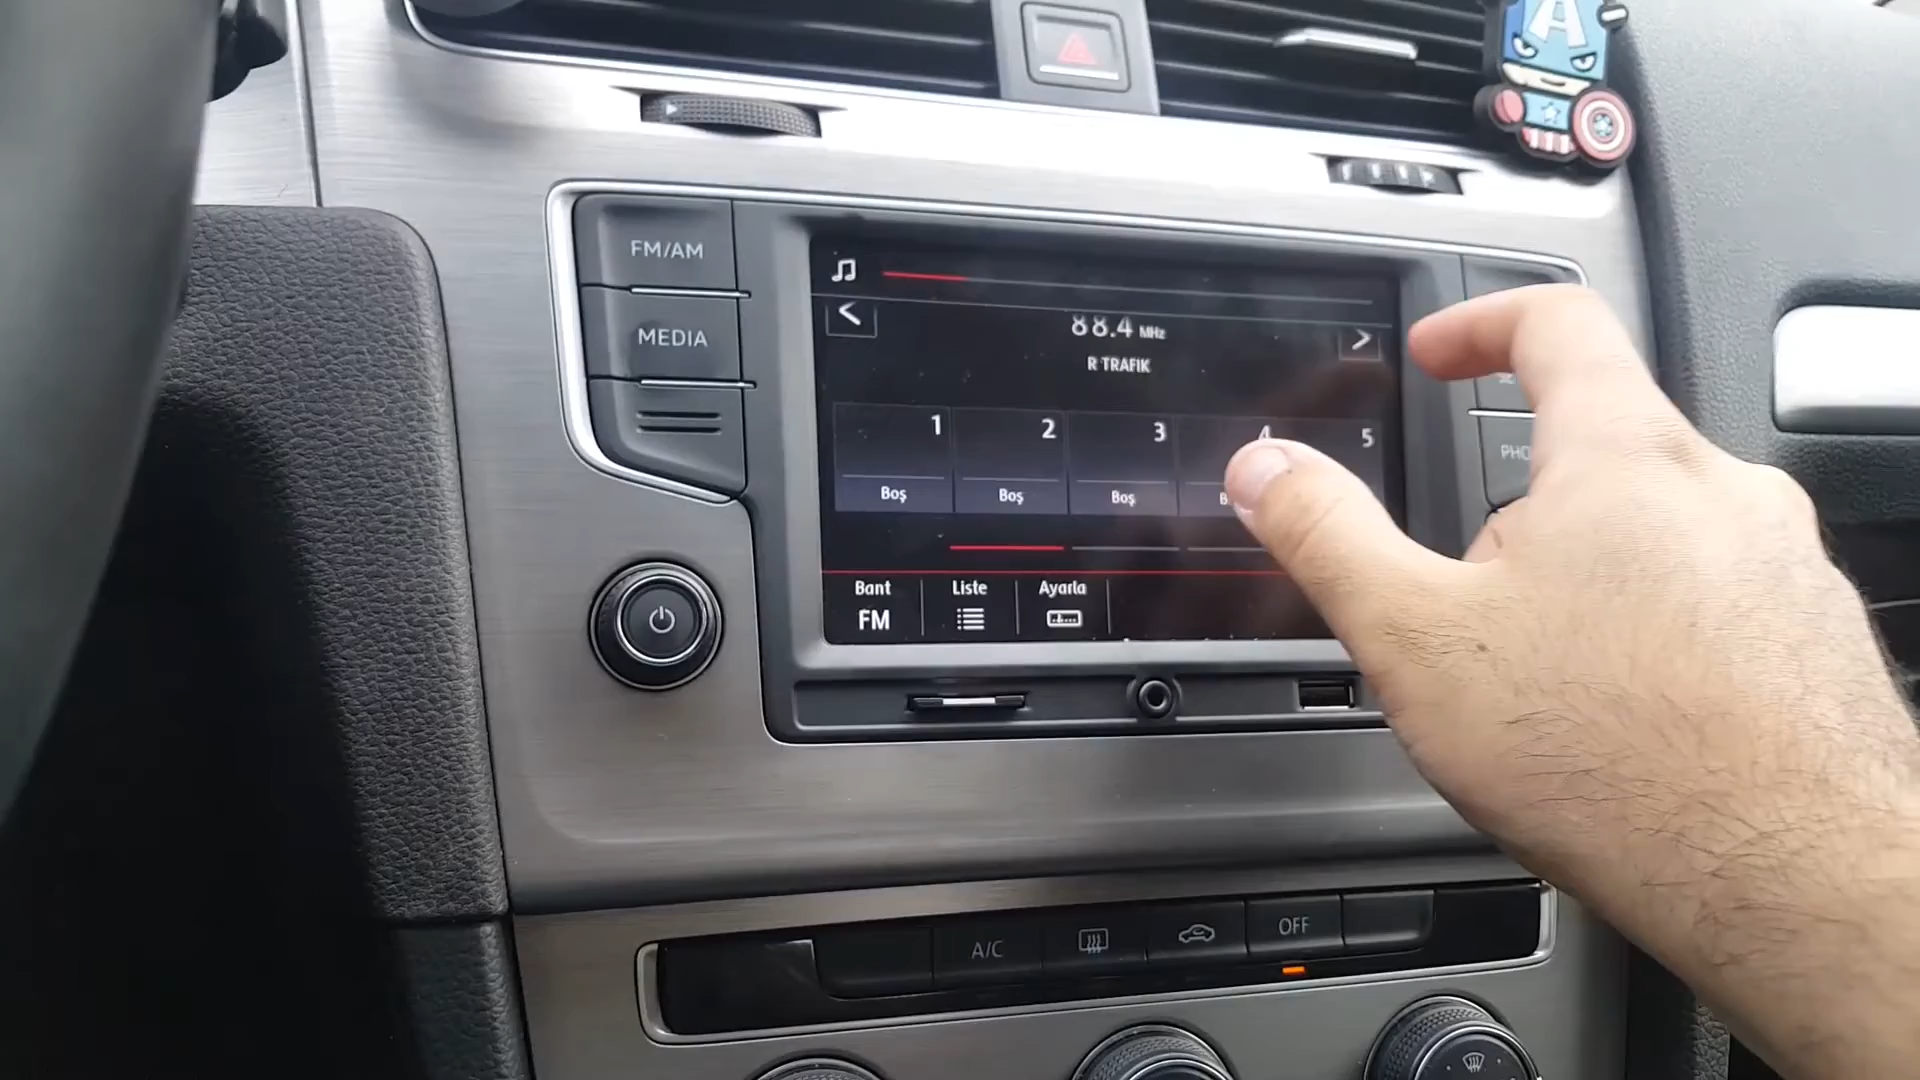 A
FM/AM
MEDIA
88.4 MHz
R TRAFIK
1 2 3 4 5
Boş Boş Boş
Bant Liste Ayarla
FM
A/C
OFF